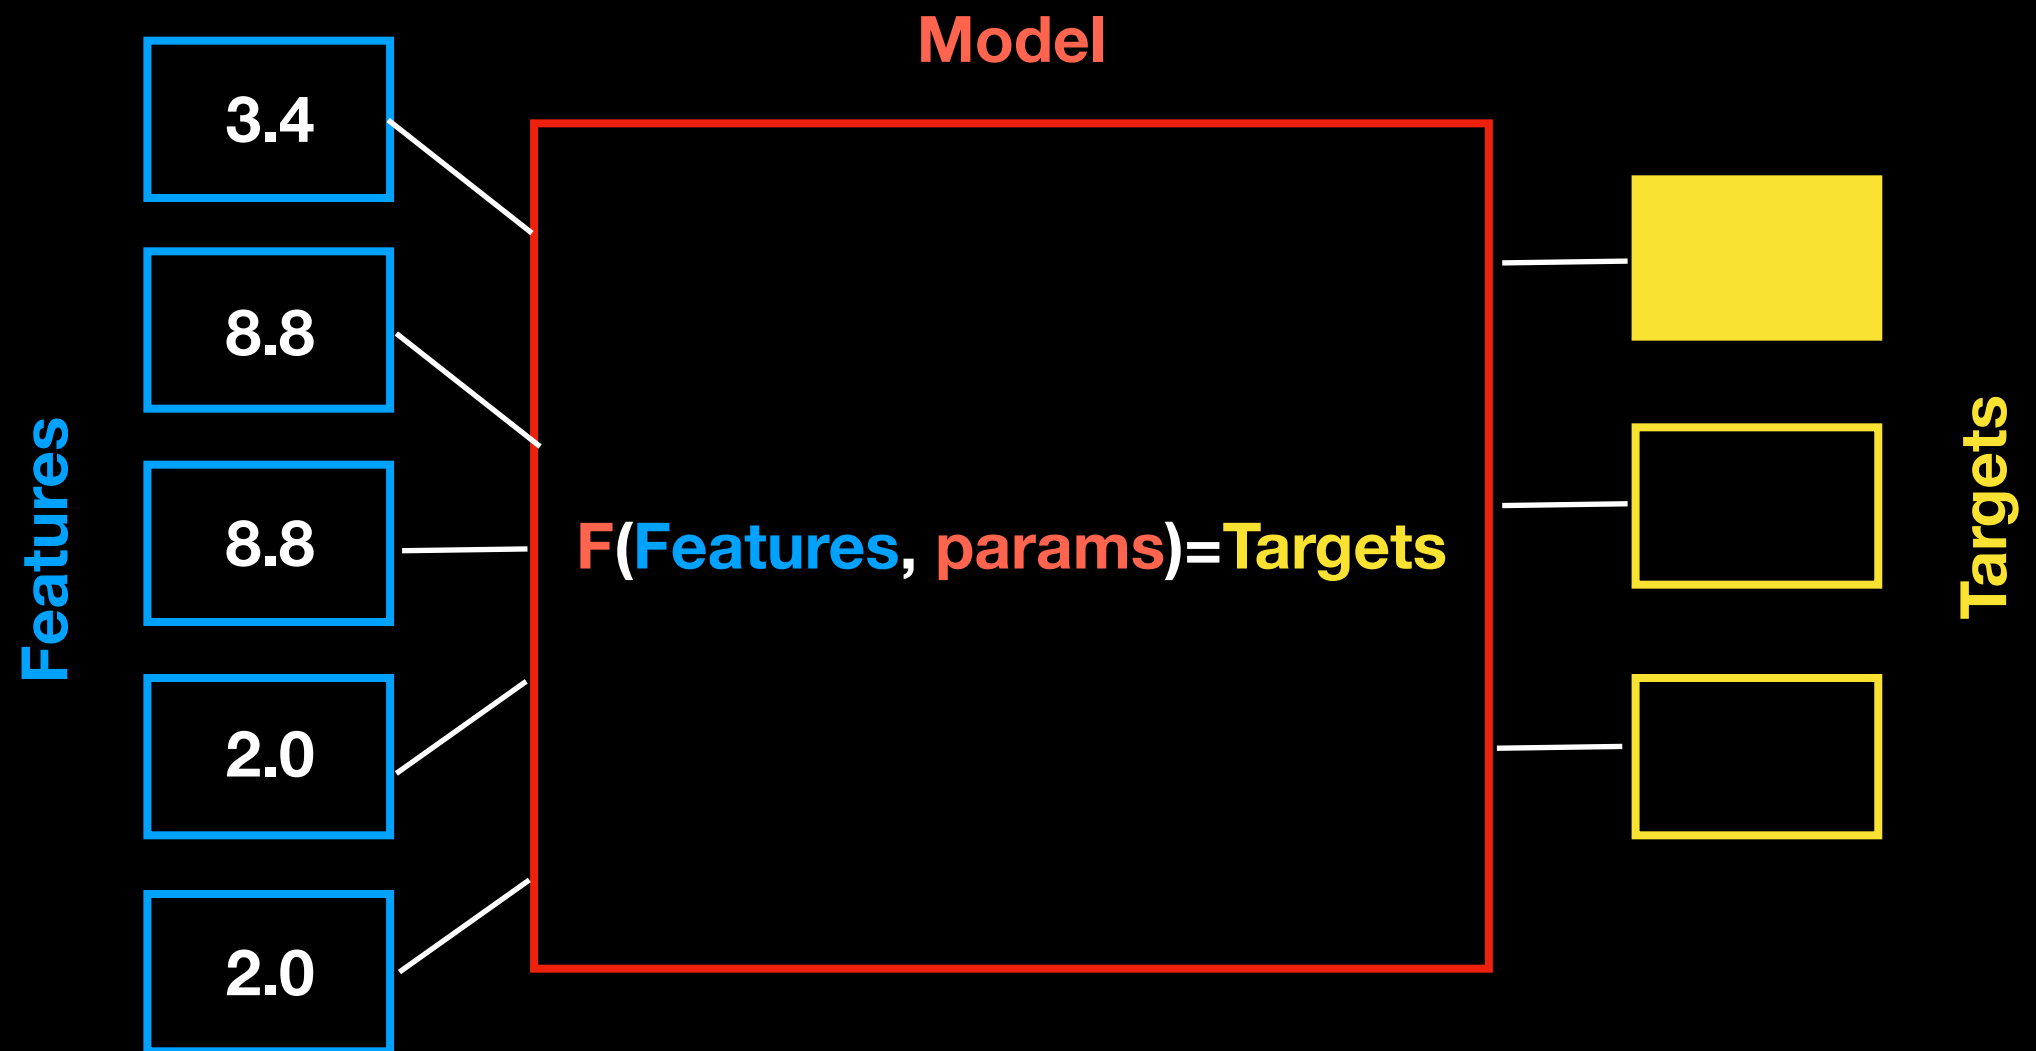 Model
Features
3.4
8.8
8.8
2.0
2.0
F(Features, params)=Targets
Targets